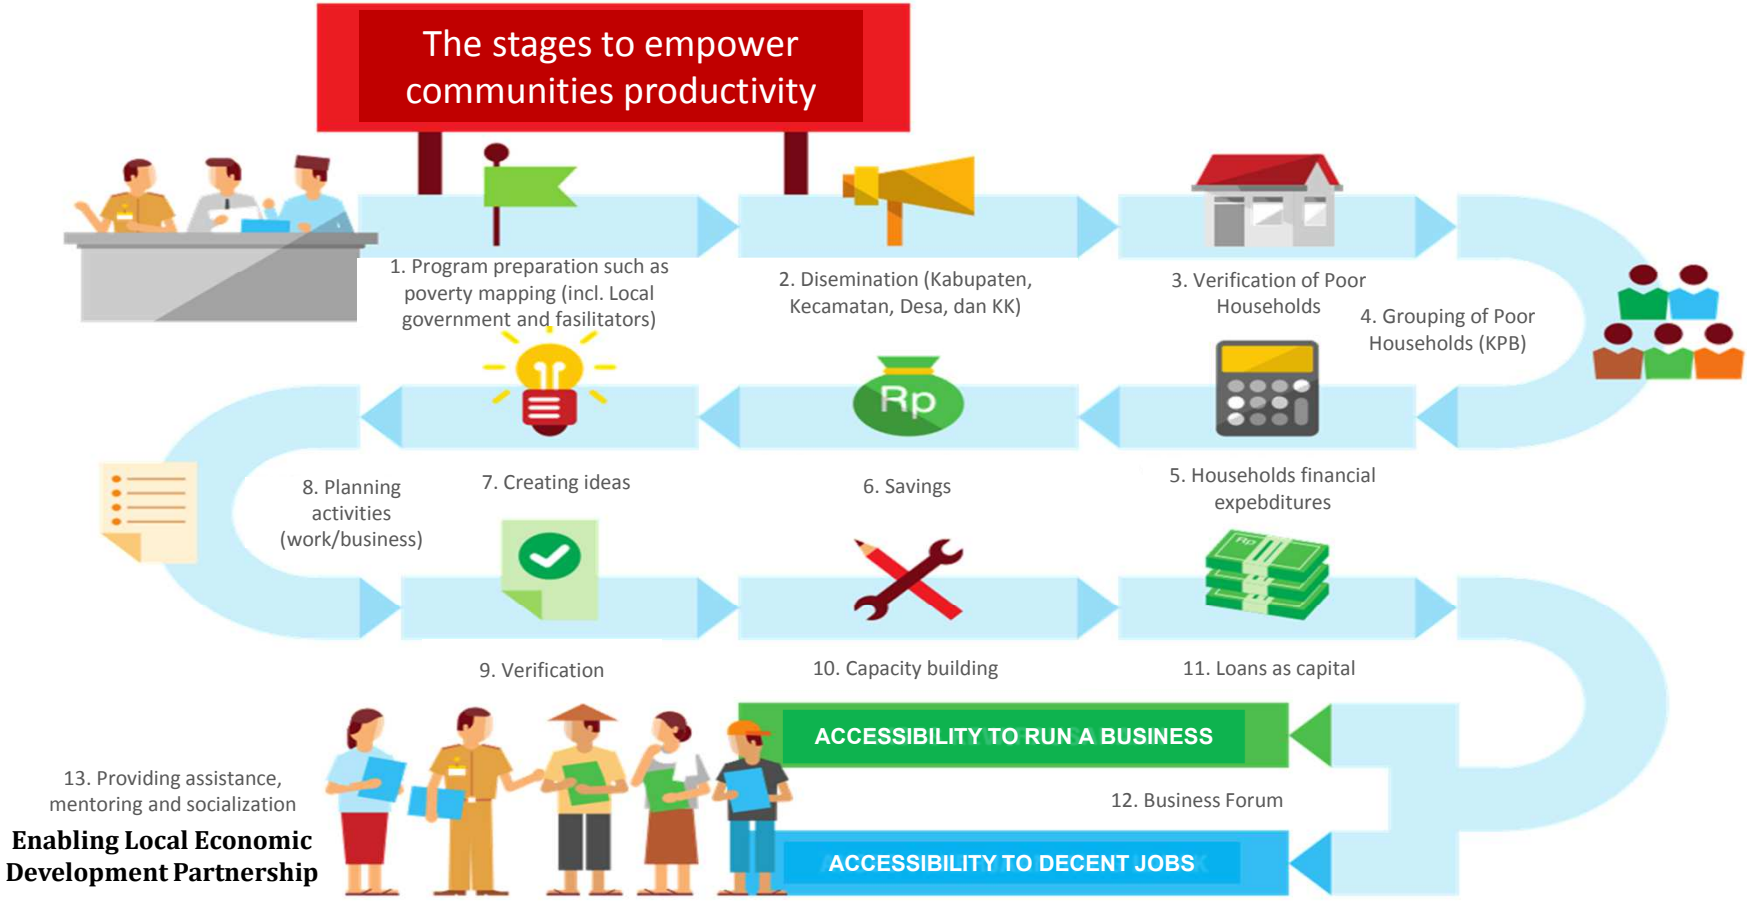 The stages to empower
communities productivity
1. Program preparation such as
poverty mapping (incl. Local
government and fasilitators)
2. Disemination (Kabupaten,
Kecamatan, Desa, dan KK)
3. Verification of Poor
Households
4. Grouping of Poor
Households (KPB)
Rp
5. Households financial
expebditures
6. Savings
7. Creating ideas
8. Planning
activities
(work/business)
Rp
9. Verification
10. Capacity building
11. Loans as capital
ACCESSIBILITY TO RUN A BUSINESS
12. Business Forum
ACCESSIBILITY TO DECENT JOBS
13. Providing assistance,
mentoring and socialization
Enabling Local Economic
Development Partnership